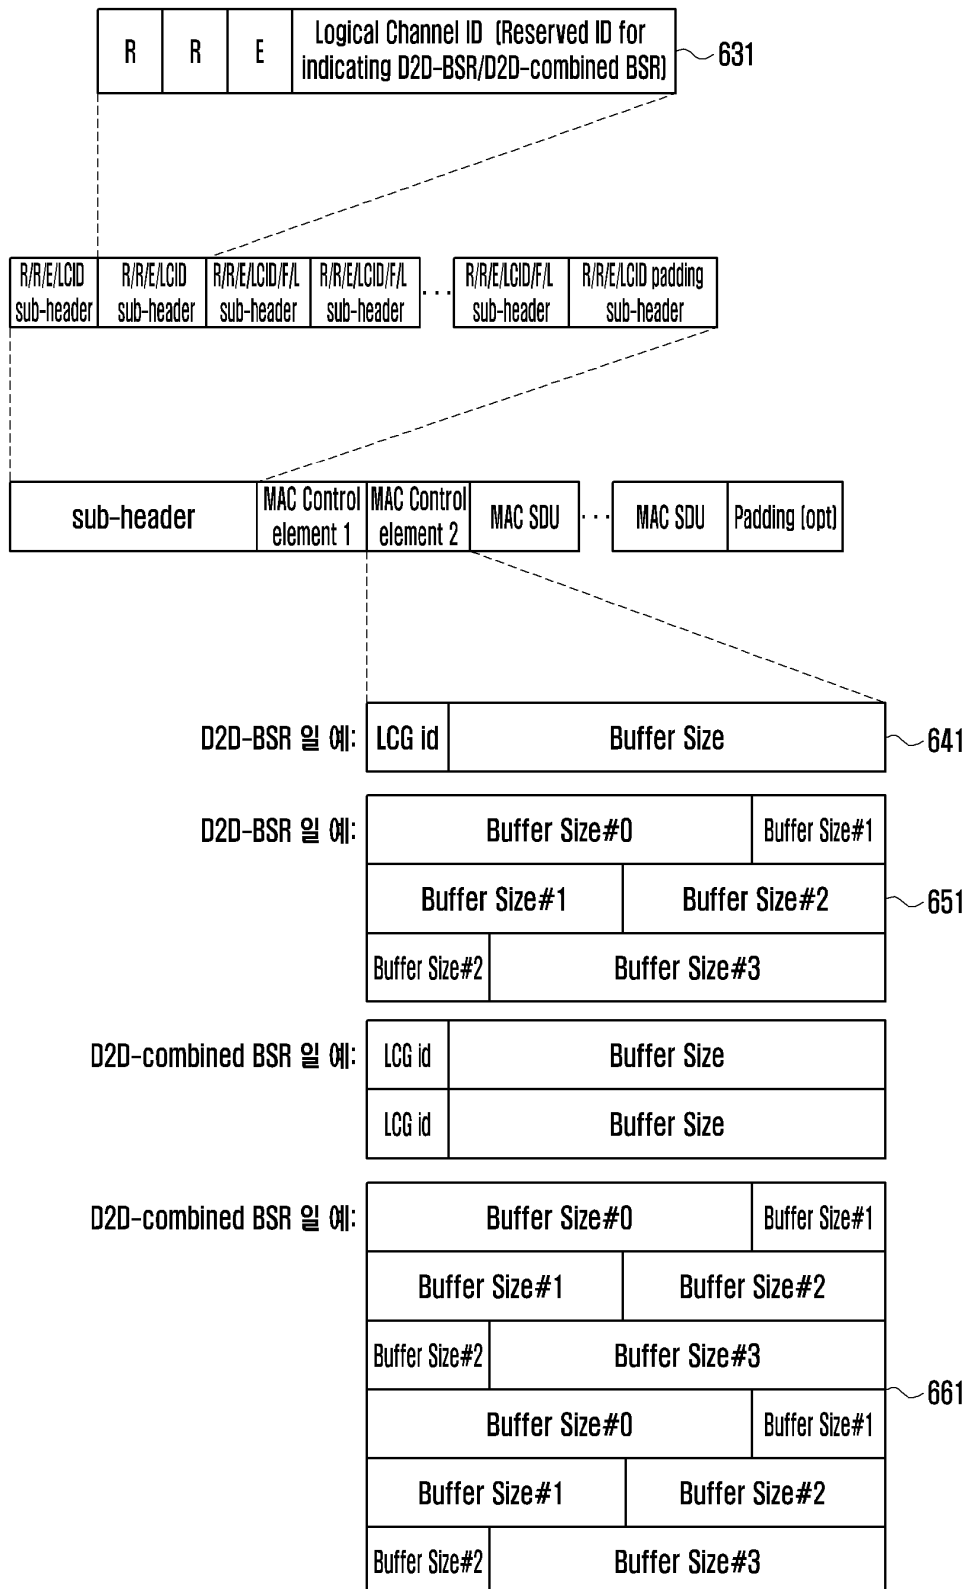 R R E Logical Channel ID (Reserved ID for indicating D2D-BSR/D2D-combined BSR) 631
R/R/E/LCID sub-header R/R/E/LCID sub-header R/R/E/LCID/F/L sub-header R/R/E/LCID/F/L sub-header ... R/R/E/LCID/F/L sub-header R/R/E/LCID padding sub-header
sub-header MAC Control element 1 MAC Control element 2 MAC SDU ... MAC SDU Padding (opt)
D2D-BSR 일 예: LCG id Buffer Size 641
D2D-BSR 일 예: Buffer Size#0 Buffer Size#1
Buffer Size#1 Buffer Size#2 651
Buffer Size#2 Buffer Size#3
D2D-combined BSR 일 예: LCG id Buffer Size
LCG id Buffer Size
D2D-combined BSR 일 예: Buffer Size#0 Buffer Size#1
Buffer Size#1 Buffer Size#2
Buffer Size#2 Buffer Size#3
661
Buffer Size#0 Buffer Size#1
Buffer Size#1 Buffer Size#2
Buffer Size#2 Buffer Size#3